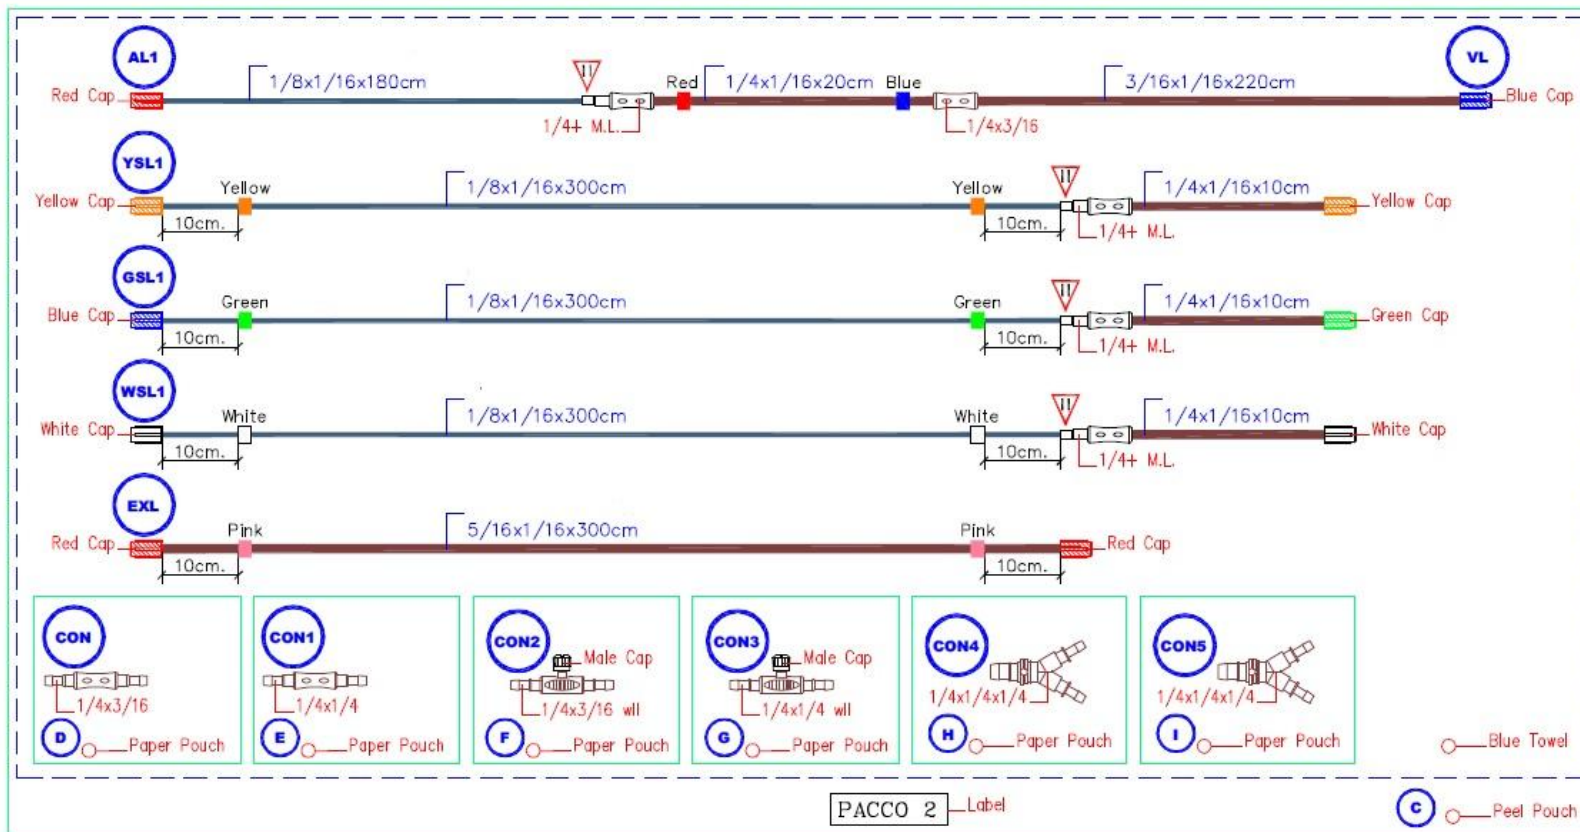 AL1
VL
1/8x1/16x180cm
Red
1/4x1/16x20cm
Blue
3/16x1/16x220cm
Red Cap
Blue Cap
1/4+ M.L.
1/4x3/16
YSL1
Yellow
1/8x1/16x300cm
Yellow
1/4x1/16x10cm
Yellow Cap
Yellow Cap
10cm.
10cm.
1/4+ M.L.
GSL1
Green
1/8x1/16x300cm
Green
1/4x1/16x10cm
Blue Cap
Green Cap
10cm.
10cm.
1/4+ M.L.
WSL1
White
1/8x1/16x300cm
White
1/4x1/16x10cm
White Cap
White Cap
10cm.
10cm.
1/4+ M.L.
EXL
Pink
5/16x1/16x300cm
Pink
Red Cap
Red Cap
10cm.
10cm.
CON
1/4x3/16
D
Paper Pouch
CON1
1/4x1/4
E
Paper Pouch
CON2
Male Cap
1/4x3/16 wll
F
Paper Pouch
CON3
Male Cap
1/4x1/4 wll
G
Paper Pouch
CON4
1/4x1/4x1/4
H
Paper Pouch
CON5
1/4x1/4x1/4
I
Paper Pouch
Blue Towel
PACCO 2
Label
C
Peel Pouch